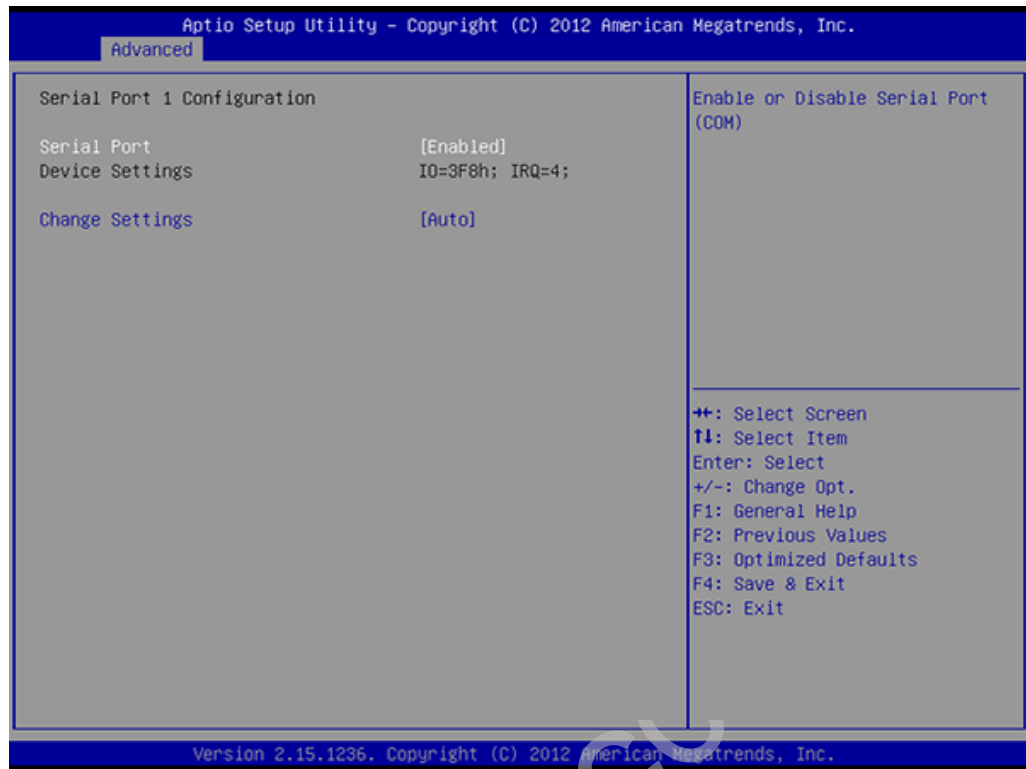 Aptio Setup Utility – Copyright (C) 2012 American Megatrends, Inc.
Advanced
Serial Port 1 Configuration
Serial Port [Enabled]
Device Settings IO=3F8h; IRQ=4;
Change Settings [Auto]
Enable or Disable Serial Port
(COM)
→←: Select Screen
↑↓: Select Item
Enter: Select
+/-: Change Opt.
F1: General Help
F2: Previous Values
F3: Optimized Defaults
F4: Save & Exit
ESC: Exit
Version 2.15.1236. Copyright (C) 2012 American Megatrends, Inc.